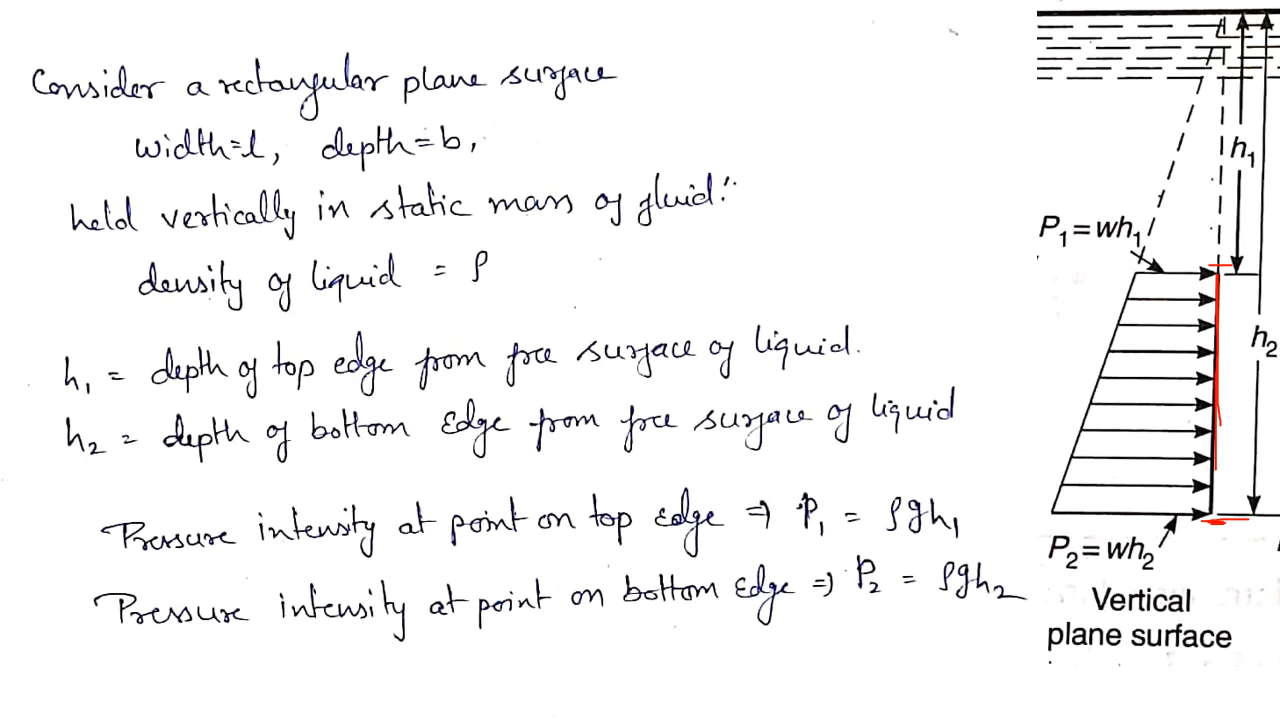 Consider a rectangular plane surface
width=l, depth=b,
held vertically in static mass of fluid:
density of liquid = ρ
h₁ = depth of top edge from free surface of liquid.
h₂ = depth of bottom Edge from free surface of liquid
Pressure intensity at point on top edge ⇒ P₁ = ρgh₁
Pressure intensity at point on bottom Edge ⇒ P₂ = ρgh₂
h₁
P₁ = wh₁
h₂
P₂ = wh₂
Vertical
plane surface